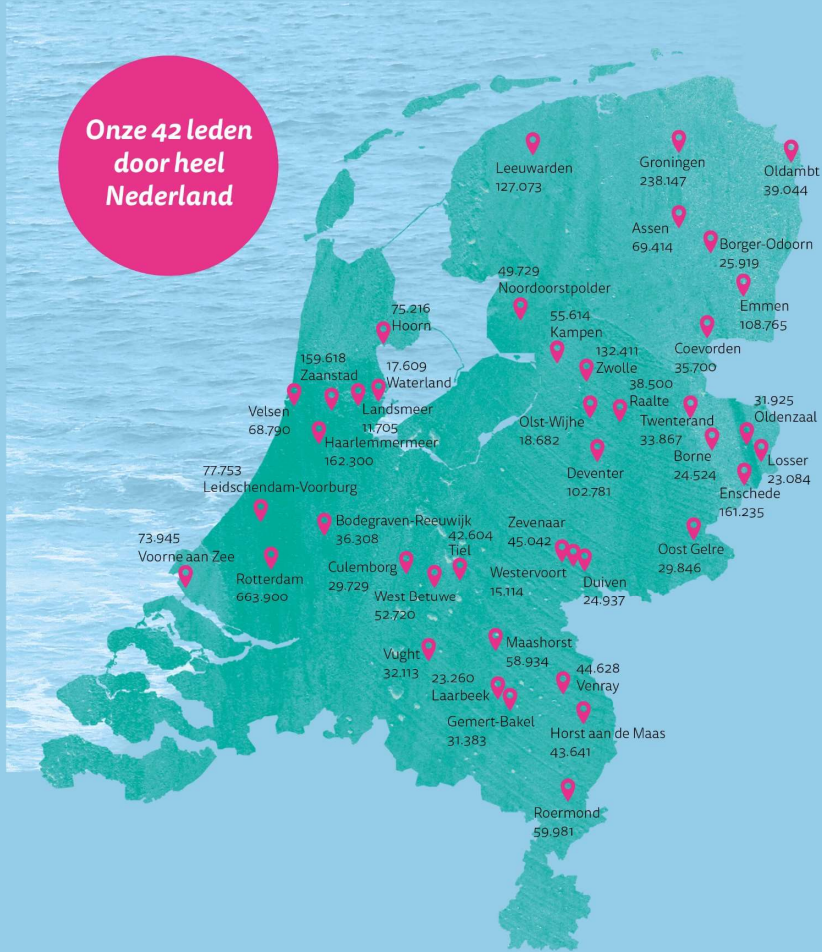 Onze 42 leden
door heel
Nederland
Leeuwarden
127.073
Groningen
238.147
Oldambt
39.044
Assen
69.414
Borger-Odoorn
25.919
49.729
Noordoorstpolder
Emmen
108.765
75.216
Hoorn
55.614
Kampen
Coevorden
35.700
132.411
Zwolle
159.618
Zaanstad
17.609
Waterland
38.500
Raalte
31.925
Oldenzaal
Velsen
68.790
Landsmeer
11.705
Olst-Wijhe
18.682
Twenterand
33.867
Haarlemmermeer
162.300
Borne
24.524
Losser
23.084
77.753
Leidschendam-Voorburg
Deventer
102.781
Enschede
161.235
Bodegraven-Reeuwijk
36.308
42.604
Tiel
Zevenaar
45.042
73.945
Voorne aan Zee
Oost Gelre
29.846
Rotterdam
663.900
Culemborg
29.729
Westervoort
15.114
Duiven
24.937
West Betuwe
52.720
Maashorst
58.934
Vught
32.113
23.260
Laarbeek
44.628
Venray
Gemert-Bakel
31.383
Horst aan de Maas
43.641
Roermond
59.981